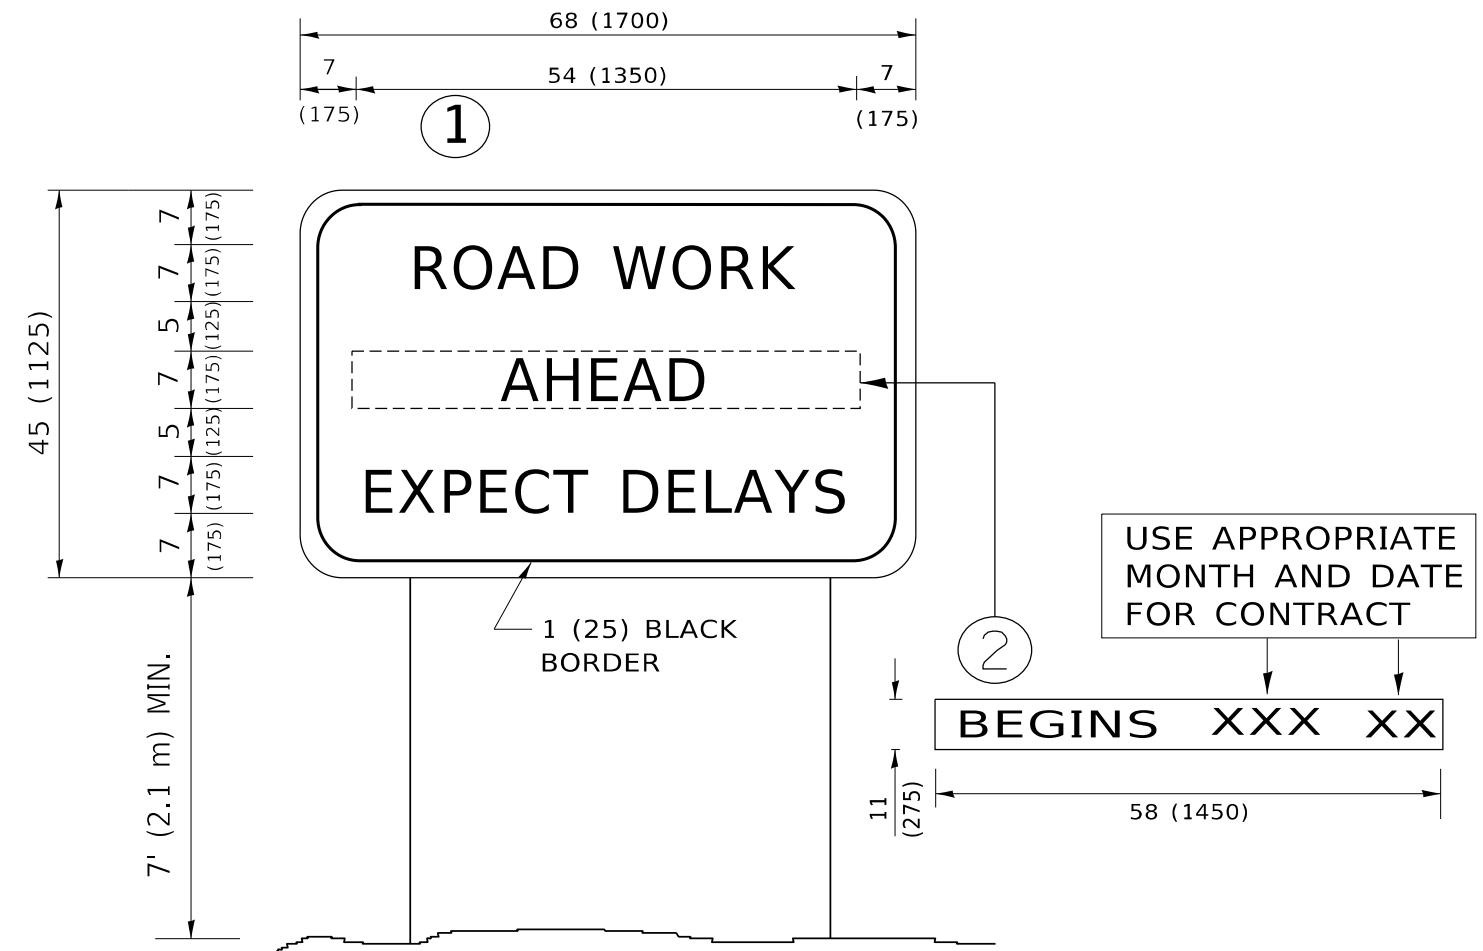 68 (1700)
7
54 (1350)
7
(175)
(175)
1
7 (175)
7 (175)
5 (125)
7 (175)
5 (125)
7 (175)
7 (175)
45 (1125)
ROAD WORK
AHEAD
EXPECT DELAYS
1 (25) BLACK
BORDER
7' (2.1 m) MIN.
2
USE APPROPRIATE
MONTH AND DATE
FOR CONTRACT
BEGINS XXX XX
11
(275)
58 (1450)